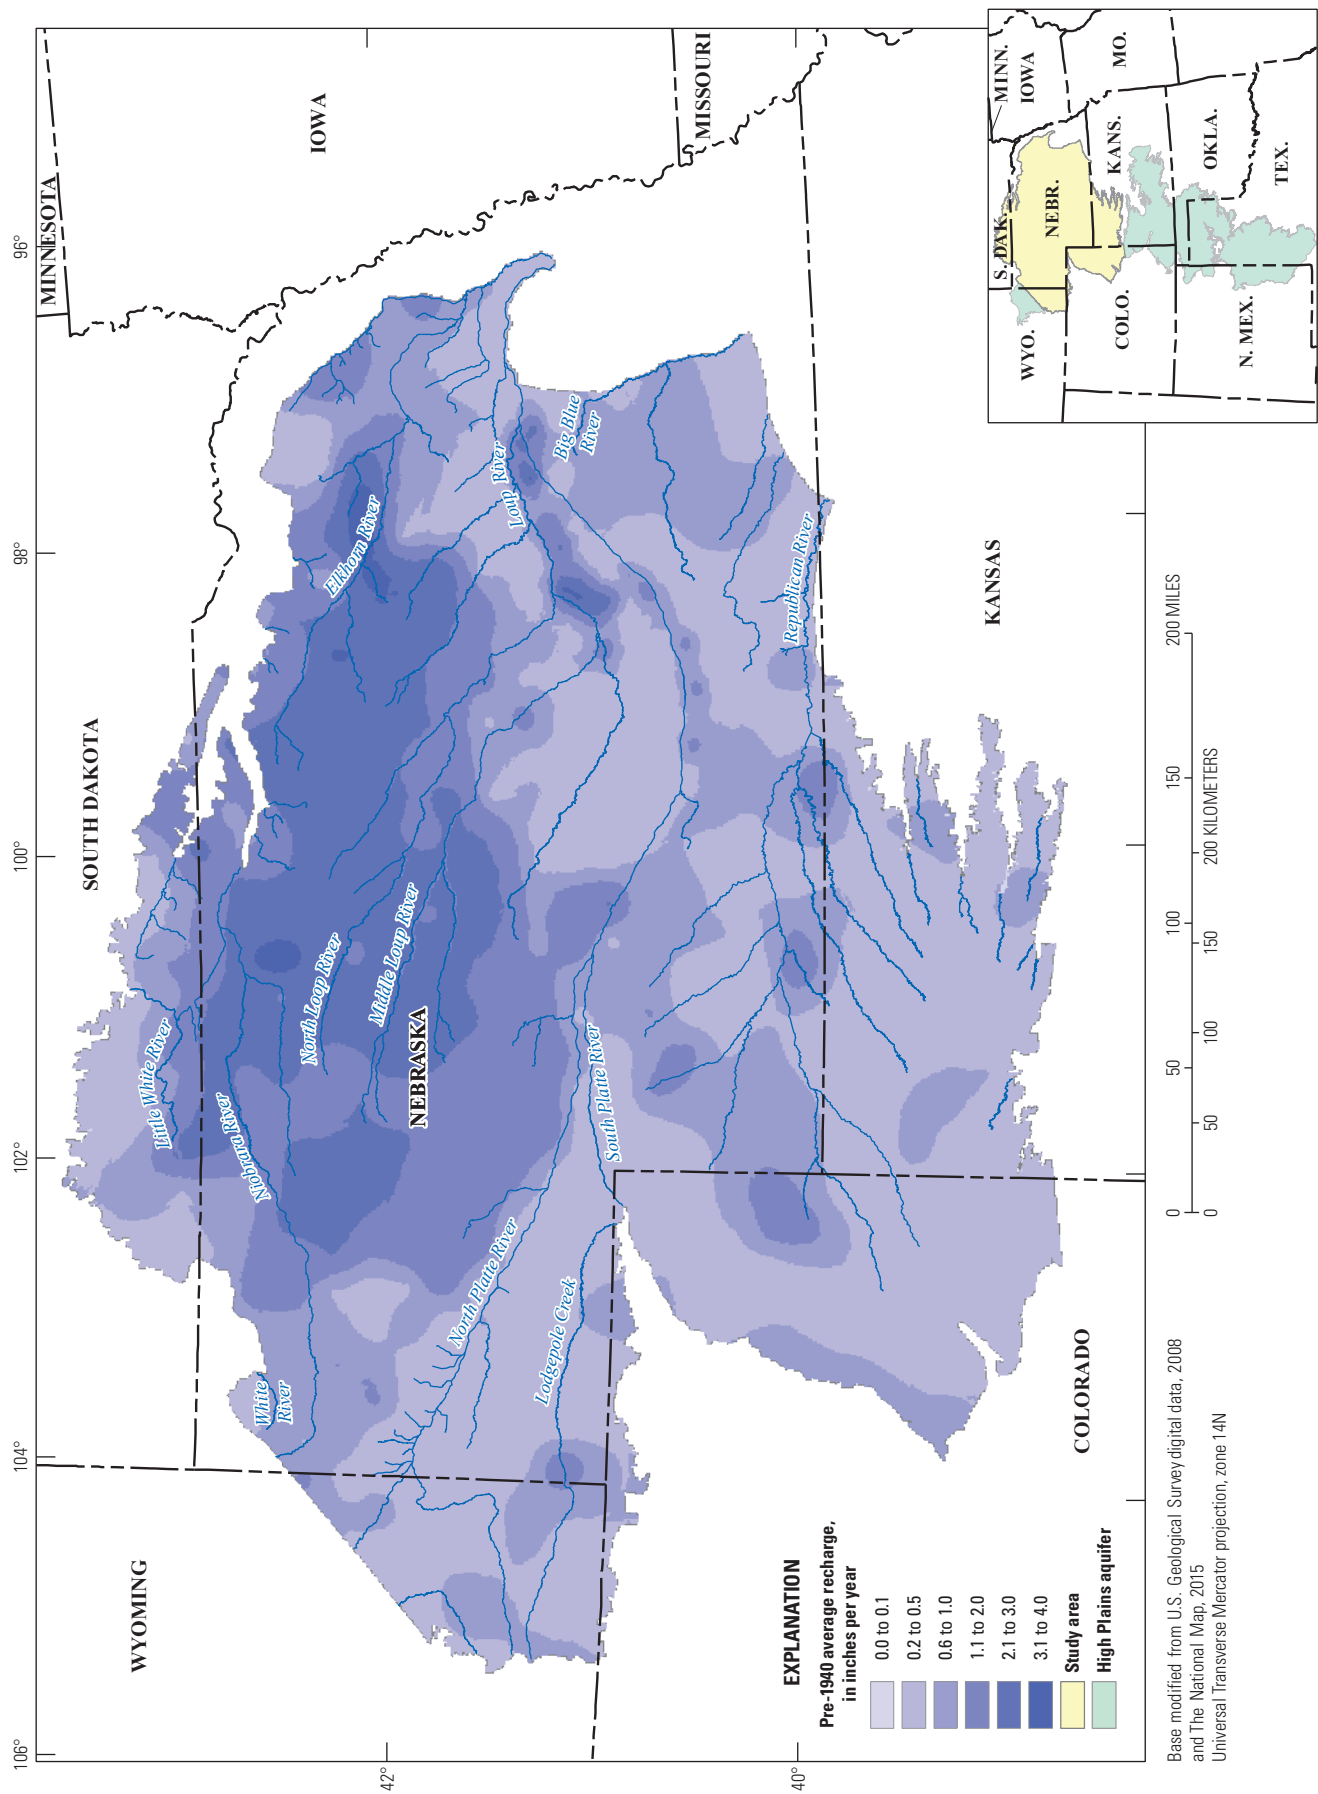 106°
104°
102°
100°
98°
96°
42°
40°
WYOMING
SOUTH DAKOTA
MINNESOTA
IOWA
MISSOURI
NEBRASKA
KANSAS
COLORADO
White
River
Little White River
Niobrara River
North Loop River
Middle Loup River
Elkhorn River
Loup River
Big Blue
River
North Platte River
Lodgepole Creek
South Platte River
Republican River
EXPLANATION
Pre-1940 average recharge,
in inches per year
0.0 to 0.1
0.2 to 0.5
0.6 to 1.0
1.1 to 2.0
2.1 to 3.0
3.1 to 4.0
Study area
High Plains aquifer
Base modified from U.S. Geological Survey digital data, 2008
and The National Map, 2015
Universal Transverse Mercator projection, zone 14N
0 50 100 150 200 MILES
0 50 100 150 200 KILOMETERS
WYO.
S. DAK.
MINN.
IOWA
NEBR.
COLO.
KANS.
MO.
N. MEX.
OKLA.
TEX.